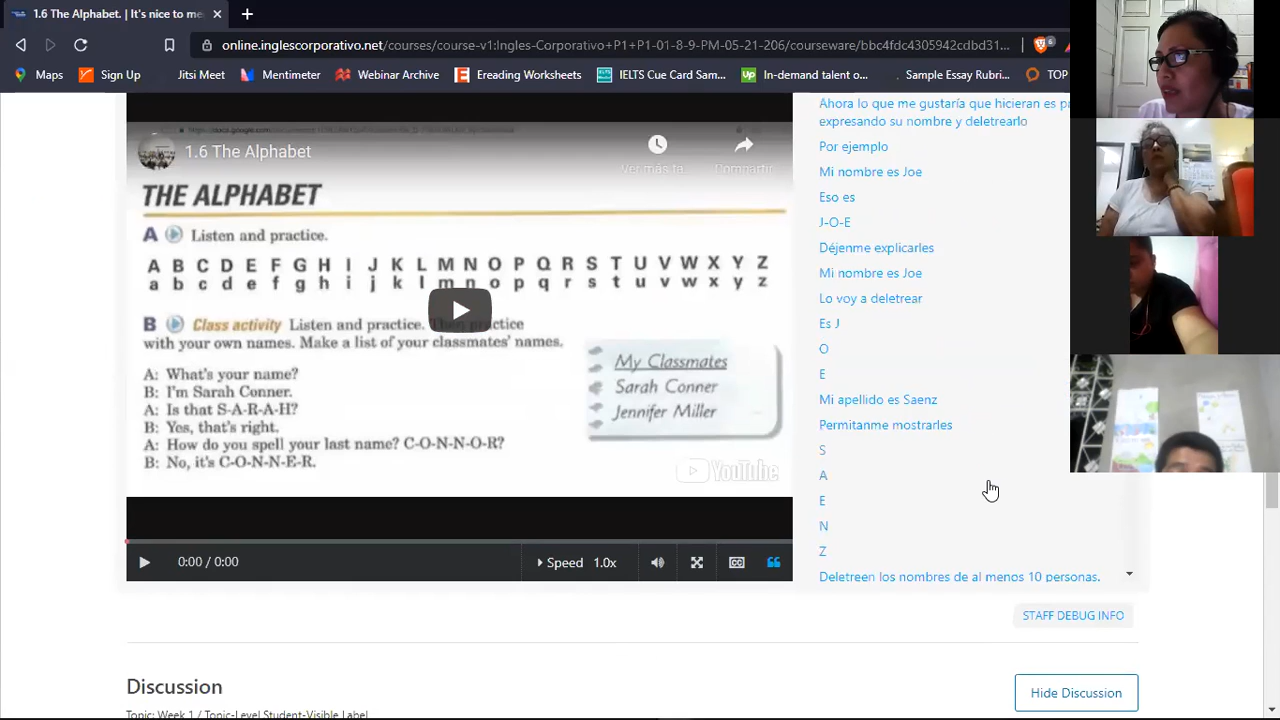 1.6 The Alphabet. | It's nice to me
online.inglescorporativo.net/courses/course-v1:Ingles-Corporativo+P1+P1-01-8-9-PM-05-21-206/courseware/bbc4fdc4305942cdbd31...
6
Maps
Sign Up
Jitsi Meet
Mentimeter
Webinar Archive
Printing Worksheets
IELTS Cue Card Sam...
In-demand talent o...
Sample Essay Rubri...
TOP
1.6 The Alphabet
Ver más ta
Compartir
THE ALPHABET
A Listen and practice.
A B C D E F G H I J K L M N O P Q R S T U V W X Y Z
a b c d e f g h i j k l m n o p q r s t u v w x y z
B Class activity Listen and practice. Then practice
with your own names. Make a list of your classmates' names.
A: What's your name?
B: I'm Sarah Conner.
A: Is that S-A-R-A-H?
B: Yes, that's right.
A: How do you spell your last name? C-O-N-N-O-R?
B: No, it's C-O-N-N-E-R.
My Classmates
Sarah Conner
Jennifer Miller
YouTube
0:00 / 0:00
Speed 1.0x
Ahora lo que me gustaría que hicieran es
expresando su nombre y deletrearlo
Por ejemplo
Mi nombre es Joe
Eso es
J-O-E
Déjenme explicarles
Mi nombre es Joe
Lo voy a deletrear
Es J
O
E
Mi apellido es Saenz
Permitanme mostrarles
S
A
E
N
Z
Deletreen los nombres de al menos 10 personas.
STAFF DEBUG INFO
Discussion
Hide Discussion
Topic: Week 1 / Topic-Level Student-Visible Label